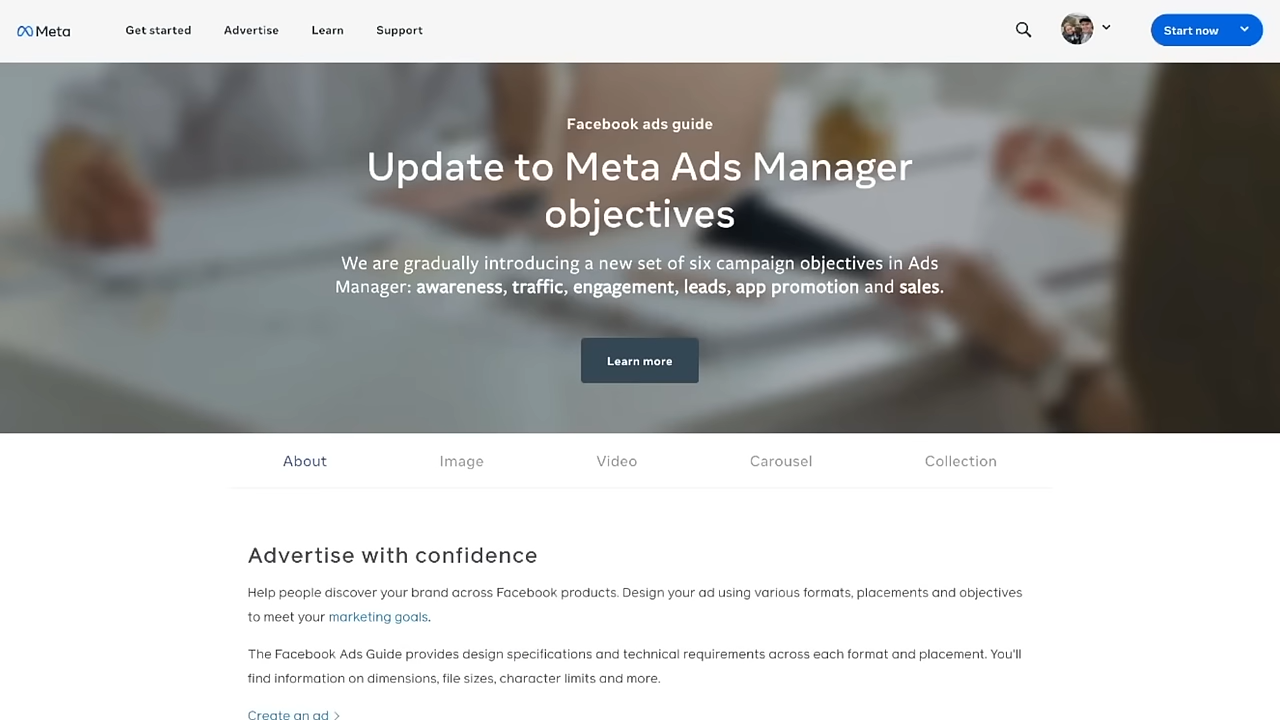 Meta
Get started
Advertise
Learn
Support
Start now
Facebook ads guide
Update to Meta Ads Manager
objectives
We are gradually introducing a new set of six campaign objectives in Ads
Manager: awareness, traffic, engagement, leads, app promotion and sales.
Learn more
About
Image
Video
Carousel
Collection
Advertise with confidence
Help people discover your brand across Facebook products. Design your ad using various formats, placements and objectives
to meet your marketing goals.
The Facebook Ads Guide provides design specifications and technical requirements across each format and placement. You'll
find information on dimensions, file sizes, character limits and more.
Create an ad